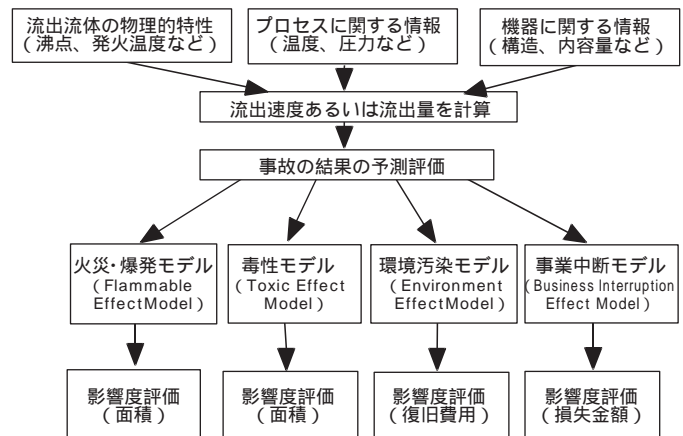 流出流体の物理的特性
（沸点、発火温度など）
プロセスに関する情報
（温度、圧力など）
機器に関する情報
（構造、内容量など）
流出速度あるいは流出量を計算
事故の結果の予測評価
火災・爆発モデル
（Flammable
EffectModel）
毒性モデル
（Toxic Effect
Model）
環境汚染モデル
（Environment
EffectModel）
事業中断モデル
（Business Interruption
Effect Model）
影響度評価
（面積）
影響度評価
（面積）
影響度評価
（復旧費用）
影響度評価
（損失金額）